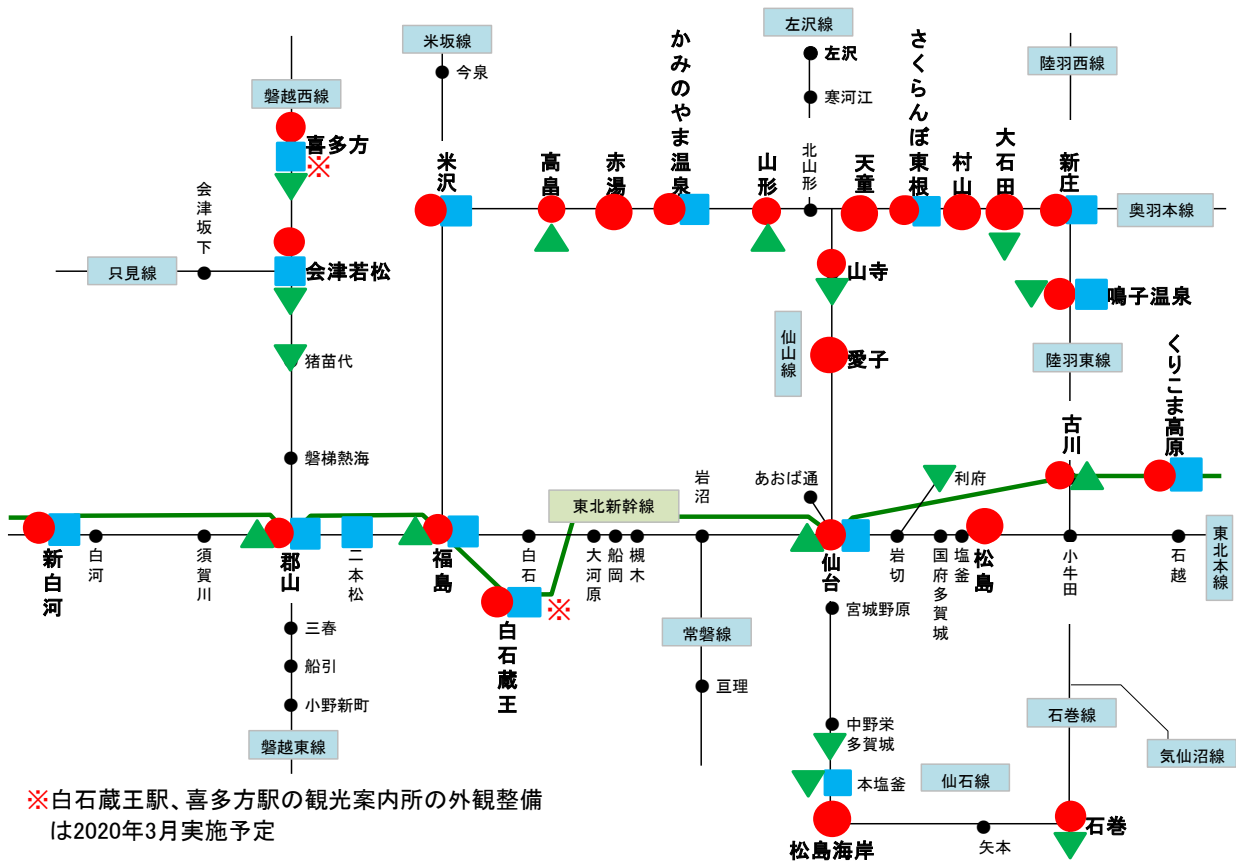 左沢線
米坂線
陸羽西線
磐越西線
今泉
左沢
寒河江
かみのやま温泉
さくらんぼ東根
喜多方
※
米沢
高畠
赤湯
山形
北山形
天童
村山
大石田
新庄
奥羽本線
会津坂下
只見線
会津若松
山寺
鳴子温泉
仙山線
愛子
陸羽東線
くりこま高原
猪苗代
磐梯熱海
古川
岩沼
あおば通
利府
東北新幹線
東北本線
新白河
白河
須賀川
郡山
二本松
福島
白石
大河原
船岡
槻木
仙台
岩切
国府多賀城
塩釜
松島
小牛田
石越
白石蔵王
※
宮城野原
三春
船引
小野新町
磐越東線
常磐線
亘理
中野栄
多賀城
本塩釜
仙石線
石巻線
気仙沼線
松島海岸
矢本
石巻
※白石蔵王駅、喜多方駅の観光案内所の外観整備
は2020年3月実施予定